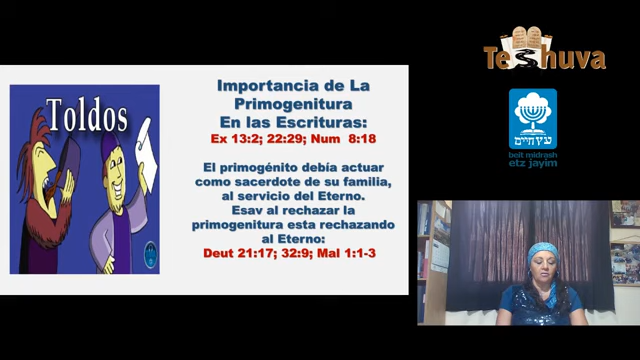 Toldos
Importancia de La
Primogenitura
En las Escrituras:
Ex 13:2; 22:29; Num 8:18
El primogénito debía actuar
como sacerdote de su familia,
al servicio del Eterno.
Esav al rechazar la
primogenitura esta rechazando
al Eterno:
Deut 21:17; 32:9; Mal 1:1-3
Teshuva
עץ חיים
beit midrash
etz jayim